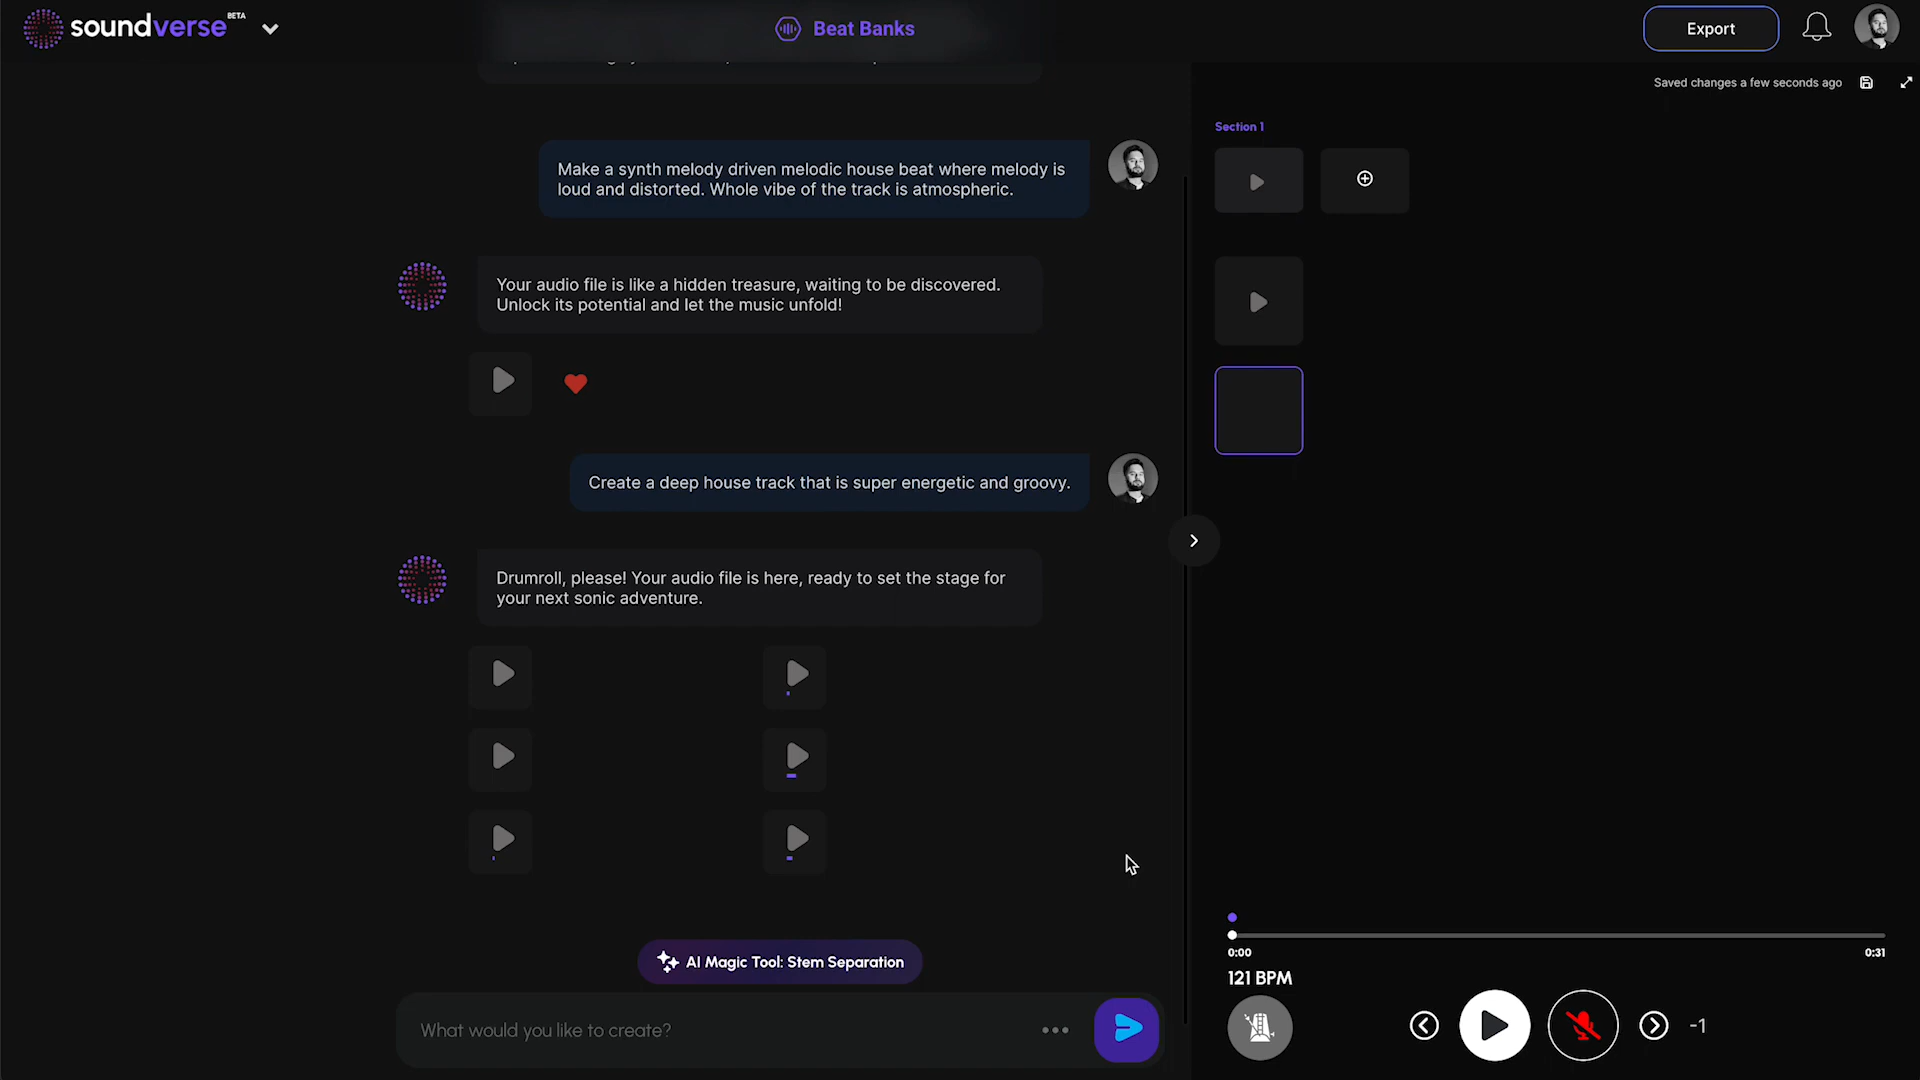 soundverse BETA
Beat Banks
Export
Saved changes a few seconds ago
Section 1
Make a synth melody driven melodic house beat where melody is
loud and distorted. Whole vibe of the track is atmospheric.
Your audio file is like a hidden treasure, waiting to be discovered.
Unlock its potential and let the music unfold!
Create a deep house track that is super energetic and groovy.
Drumroll, please! Your audio file is here, ready to set the stage for
your next sonic adventure.
AI Magic Tool: Stem Separation
What would you like to create?
0:00
0:31
121 BPM
-1